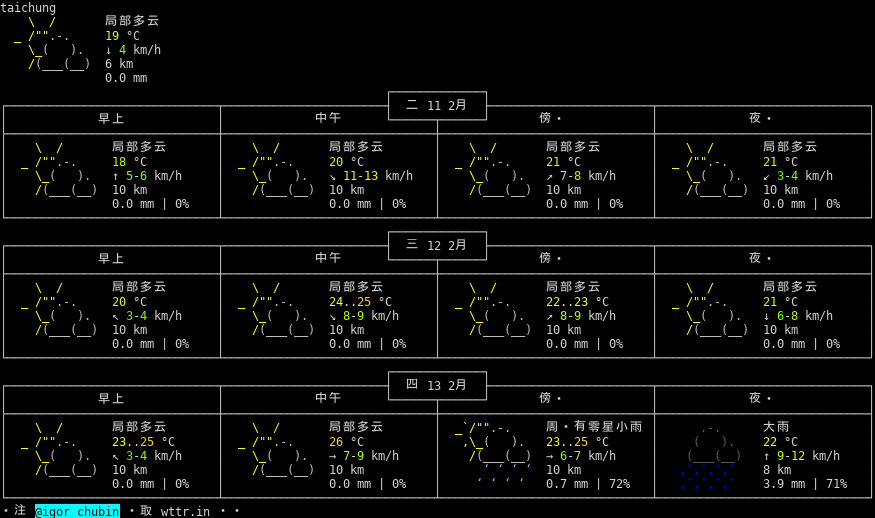 taichung
局部多云
19 °C
↓ 4 km/h
6 km
0.0 mm
二 11 2月
早上 中午 傍・ 夜・
局部多云 局部多云 局部多云 局部多云
18 °C 20 °C 21 °C 21 °C
↑ 5-6 km/h ↘ 11-13 km/h ↗ 7-8 km/h ↙ 3-4 km/h
10 km 10 km 10 km 10 km
0.0 mm | 0% 0.0 mm | 0% 0.0 mm | 0% 0.0 mm | 0%
三 12 2月
早上 中午 傍・ 夜・
局部多云 局部多云 局部多云 局部多云
20 °C 24..25 °C 22..23 °C 21 °C
↖ 3-4 km/h ↘ 8-9 km/h ↗ 8-9 km/h ↓ 6-8 km/h
10 km 10 km 10 km 10 km
0.0 mm | 0% 0.0 mm | 0% 0.0 mm | 0% 0.0 mm | 0%
四 13 2月
早上 中午 傍・ 夜・
局部多云 局部多云 周・有零星小雨 大雨
23..25 °C 26 °C 23..25 °C 22 °C
↖ 3-4 km/h → 7-9 km/h → 6-7 km/h ↑ 9-12 km/h
10 km 10 km 10 km 8 km
0.0 mm | 0% 0.0 mm | 0% 0.7 mm | 72% 3.9 mm | 71%
・注 @igor_chubin ・取 wttr.in ・・